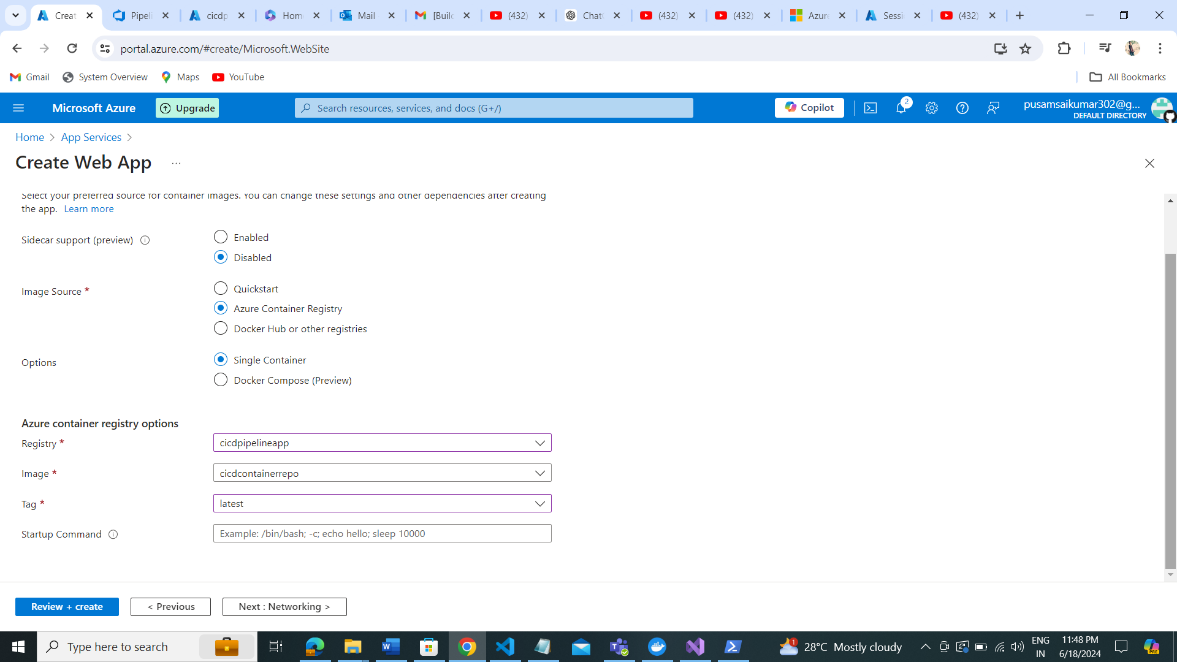 Creat
Pipelin
cicdp
Home
Mail
[Build
(432)
Chat
(432)
(432)
Azure
Sessi
(432)
portal.azure.com/#create/Microsoft.WebSite
Gmail System Overview Maps YouTube All Bookmarks
Microsoft Azure Upgrade Search resources, services, and docs (G+/) Copilot 2 pusamsaikumar302@g...
DEFAULT DIRECTORY
Home > App Services >
Create Web App ...
Select your preferred source for container images. You can change these settings and other dependencies after creating
the app. Learn more
Sidecar support (preview) Enabled
Disabled
Image Source * Quickstart
Azure Container Registry
Docker Hub or other registries
Options Single Container
Docker Compose (Preview)
Azure container registry options
Registry * cicdpipelineapp
Image * cicdcontainerrepo
Tag * latest
Startup Command Example: /bin/bash; -c; echo hello; sleep 10000
Review + create < Previous Next : Networking >
Type here to search 1 28°C Mostly cloudy ENG IN 11:48 PM 6/18/2024